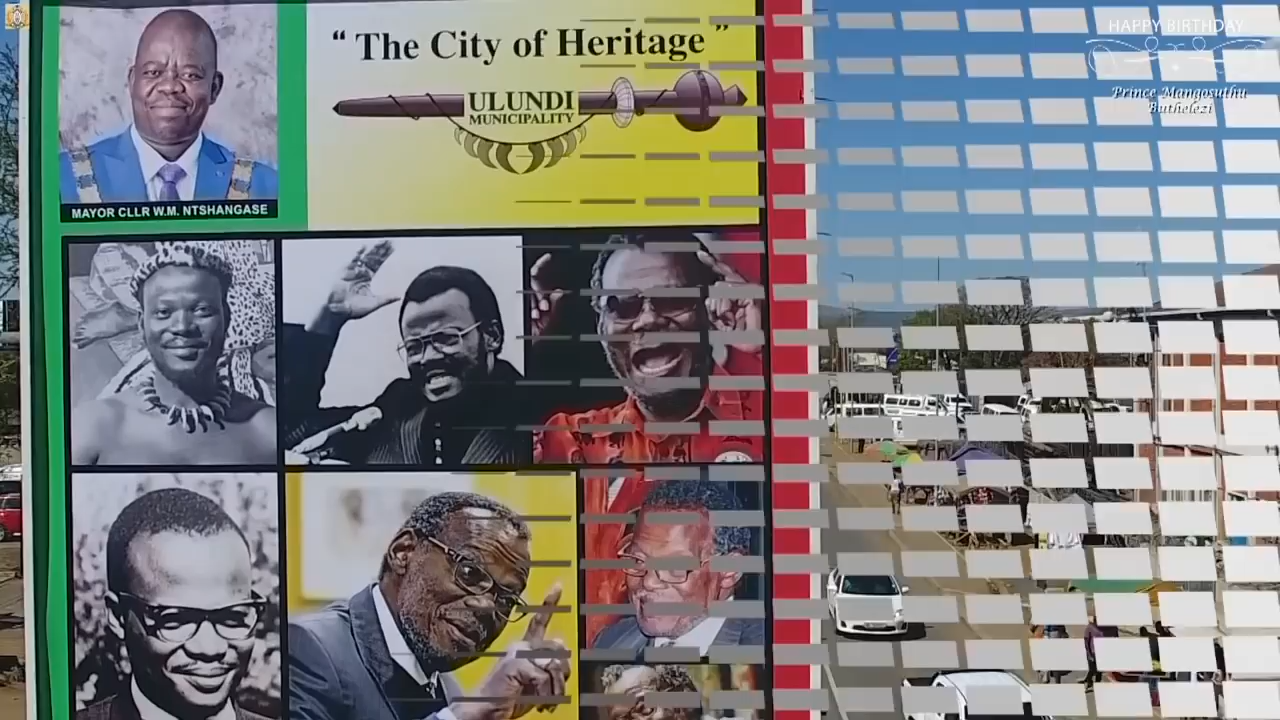 “The City of Heritage”
ULUNDI
MUNICIPALITY
MAYOR CLLR W.M. NTSHANGASE
HAPPY BIRTHDAY
Prince Mangosuthu
Buthelezi